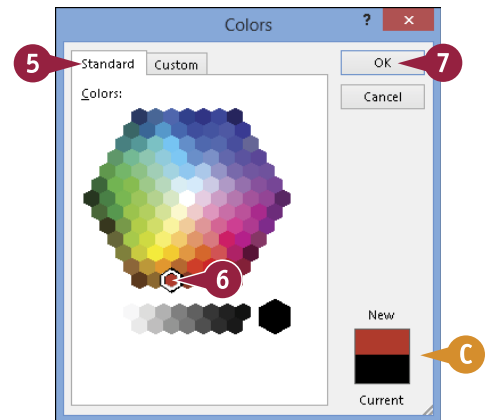 Colors ? ×
5 Standard Custom OK 7
Colors: Cancel
6
New
C
Current